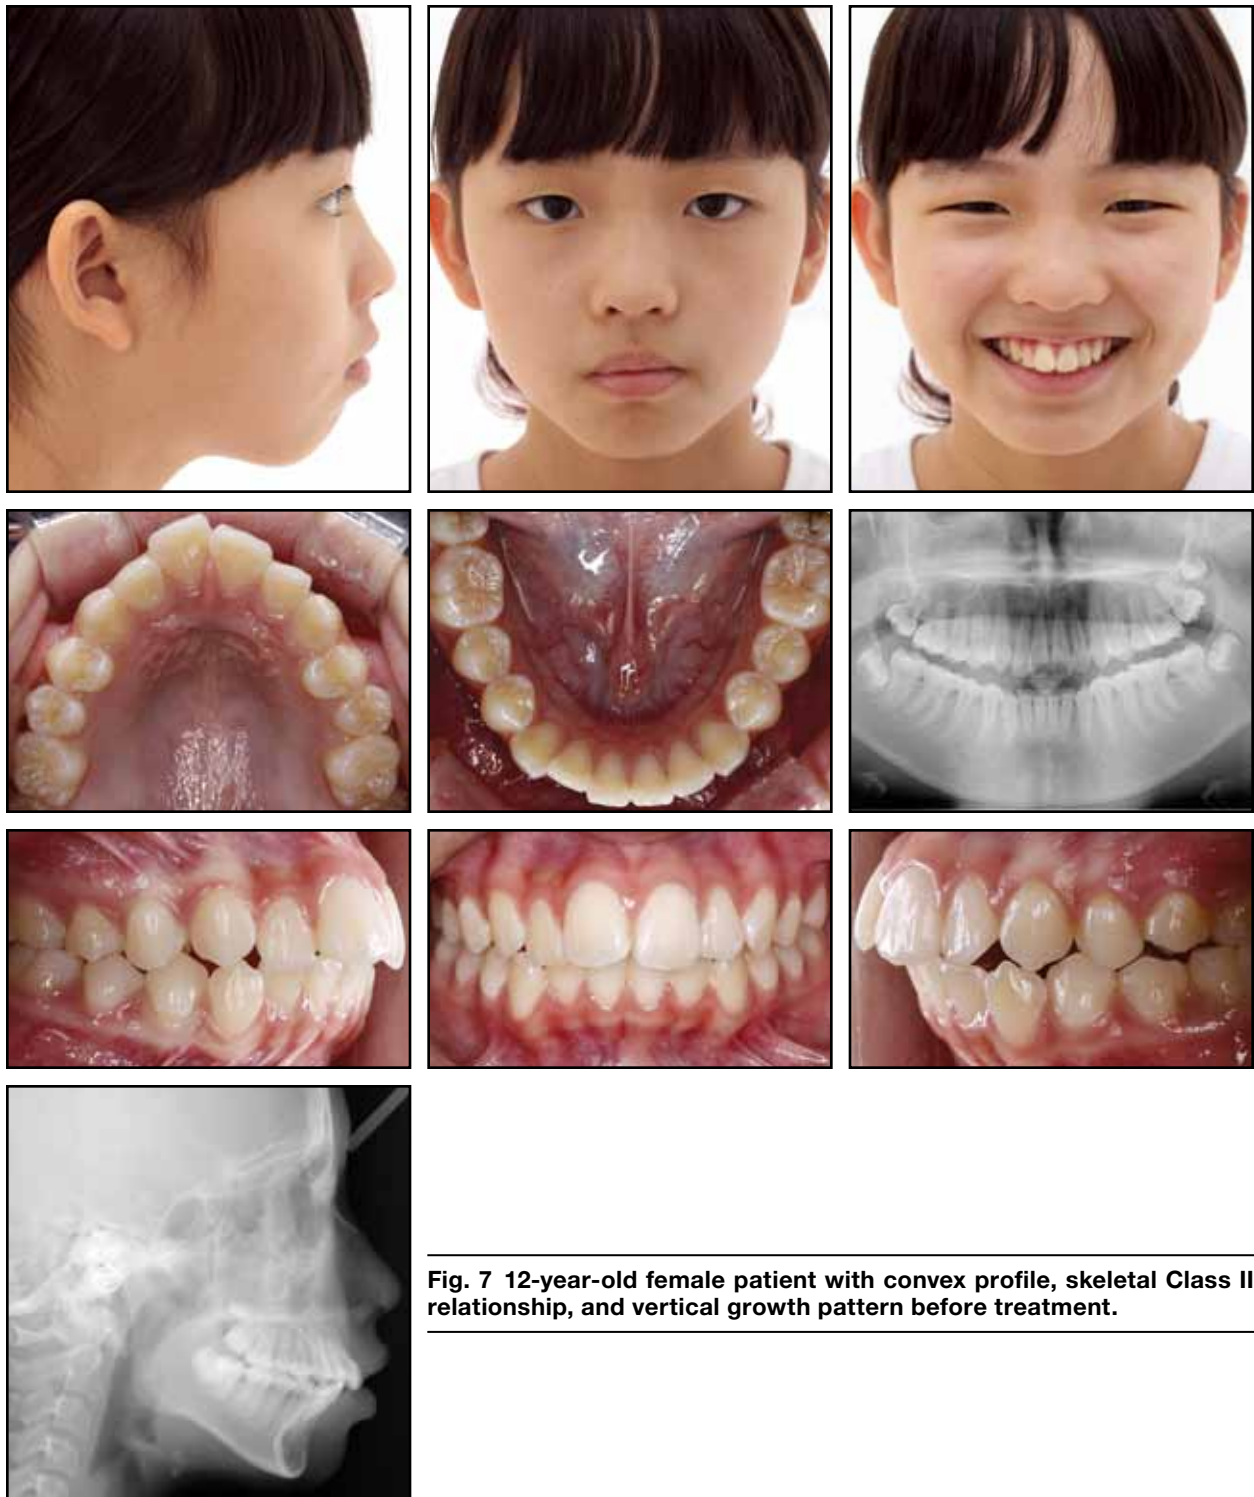 Fig. 7 12-year-old female patient with convex profile, skeletal Class II
relationship, and vertical growth pattern before treatment.